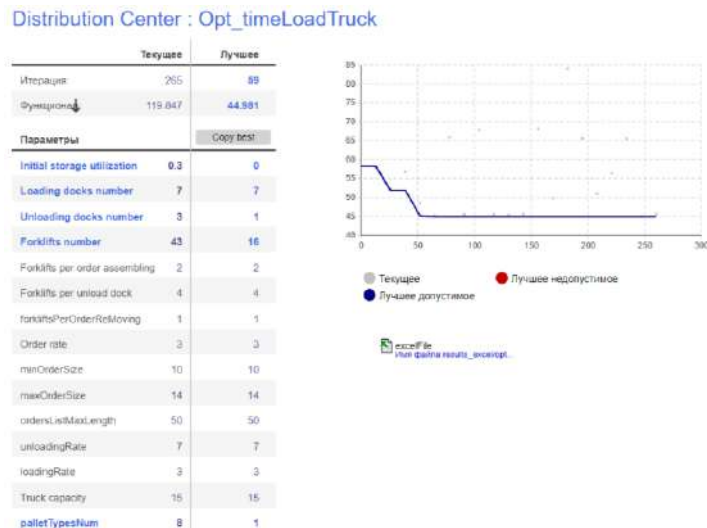 Distribution Center : Opt_timeLoadTruck
Текущее Лучшее
Итерация: 265 59
Функционал 119.847 44.981
Параметры Copy best
Initial storage utilization 0.3 0
Loading docks number 7 7
Unloading docks number 3 1
Forklifts number 43 16
Forklifts per order assembling 2 2
Forklifts per unload dock 4 4
forkliftsPerOrderReMoving 1 1
Order rate 3 3
minOrderSize 10 10
maxOrderSize 14 14
ordersListMaxLength 50 50
unloadingRate 7 7
loadingRate 3 3
Truck capacity 15 15
palletTypesNum 8 1
85
80
75
70
65
60
55
50
45
40
0 50 100 150 200 250 300
Текущее Лучшее недопустимое
Лучшее допустимое
excelFile
Имя файла results_excel/opt...